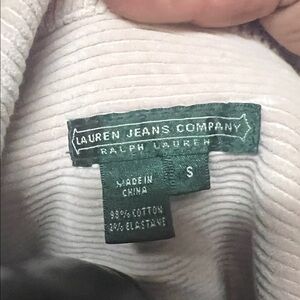 LAUREN JEANS COMPANY
RALPH LAUREN
S
MADE IN
CHINA
98% COTTON
2% ELASTANE